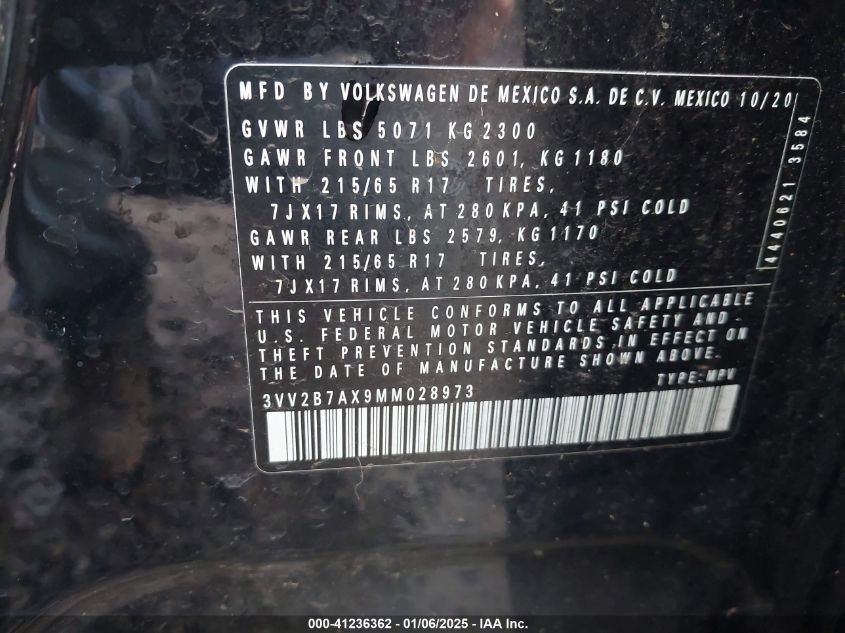 MFD BY VOLKSWAGEN DE MEXICO S.A. DE C.V. MEXICO 10/20
GVWR LBS 5071 KG 2300
GAWR FRONT LBS 2601, KG 1180
WITH 215/65 R17 TIRES,
7JX17 RIMS, AT 280 KPA, 41 PSI COLD
GAWR REAR LBS 2579, KG 1170
WITH 215/65 R17 TIRES,
7JX17 RIMS, AT 280 KPA, 41 PSI COLD
4440621 3584
THIS VEHICLE CONFORMS TO ALL APPLICABLE
U.S. FEDERAL MOTOR VEHICLE SAFETY AND
THEFT PREVENTION STANDARDS IN EFFECT ON
THE DATE OF MANUFACTURE SHOWN ABOVE.
TYPE:MPV
3VV2B7AX9MM028973
000-41236362 - 01/06/2025 - IAA Inc.